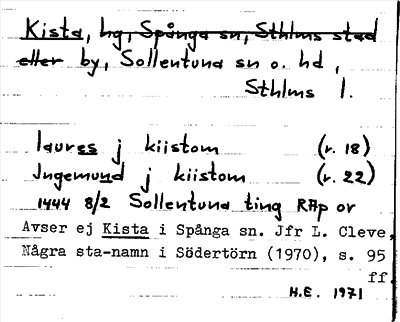 Kista, hg, Spånga sn, Sthlms stad
eller by, Sollentuna sn o. hd,
Sthlms l.
laures j kiistom (r. 18)
Jngemund j kiistom (r. 22)
1444 8/2 Sollentuna ting RAp or
Avser ej Kista i Spånga sn. Jfr L. Cleve,
Några sta-namn i Södertörn (1970), s. 95
ff.
H.E. 1971